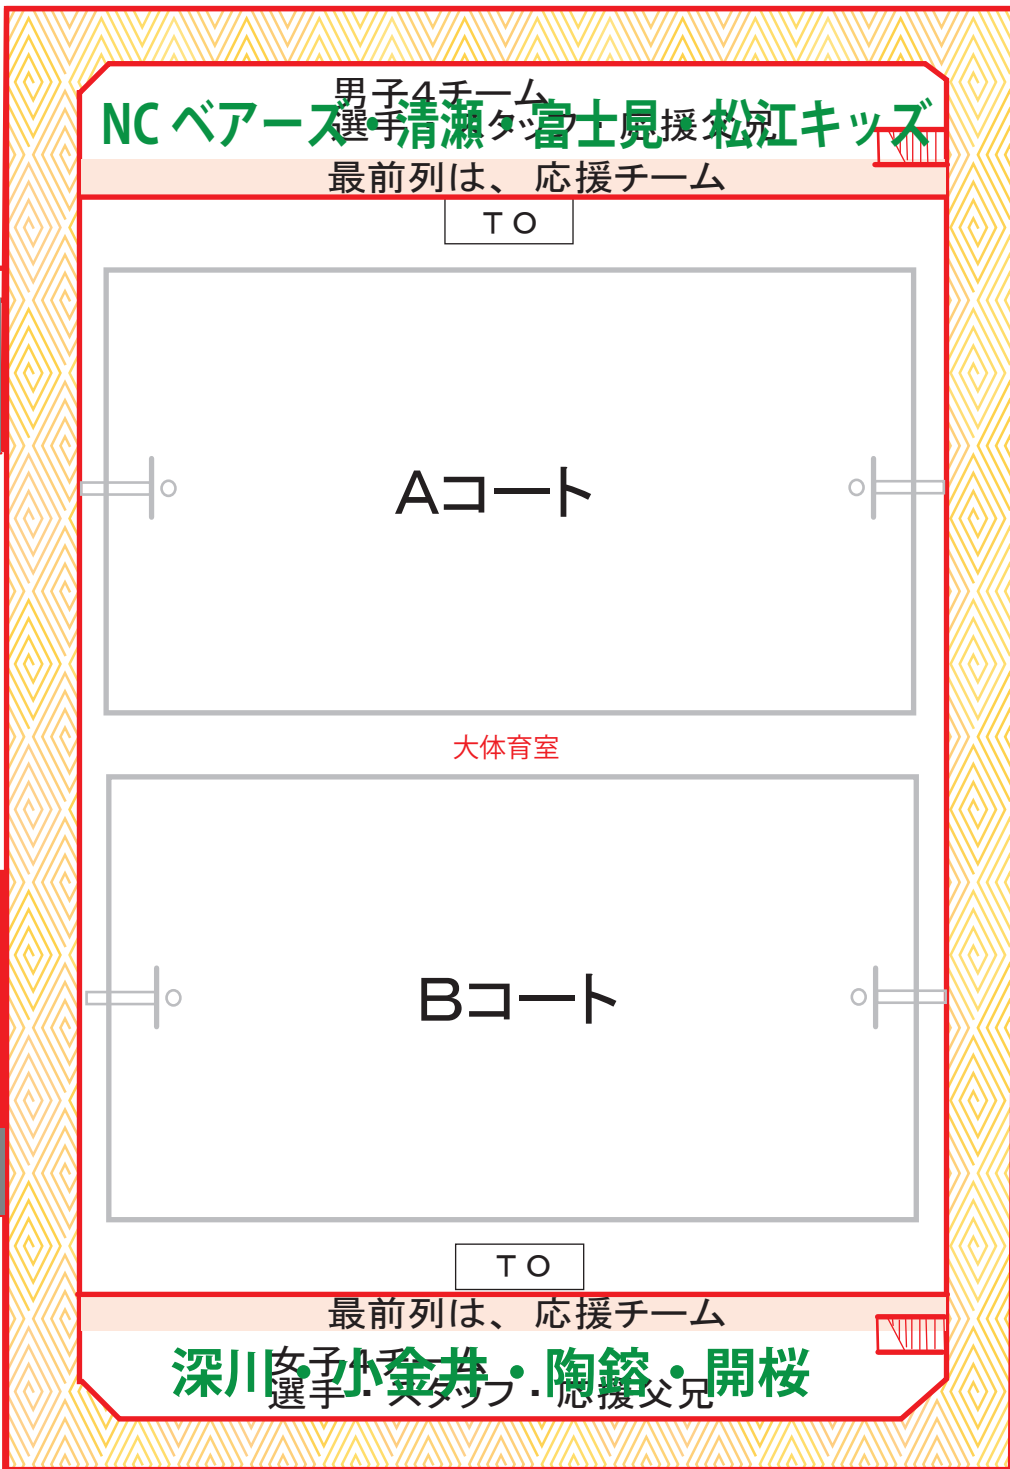 男子4チーム
NC ベアーズ・清瀬・富士見・松江キッズ
選手・スタッフ・応援父兄
最前列は、応援チーム
TO
Aコート
大体育室
Bコート
TO
最前列は、応援チーム
女子4チーム
深川・小金井・陶鎔・開桜
選手・スタッフ・応援父兄